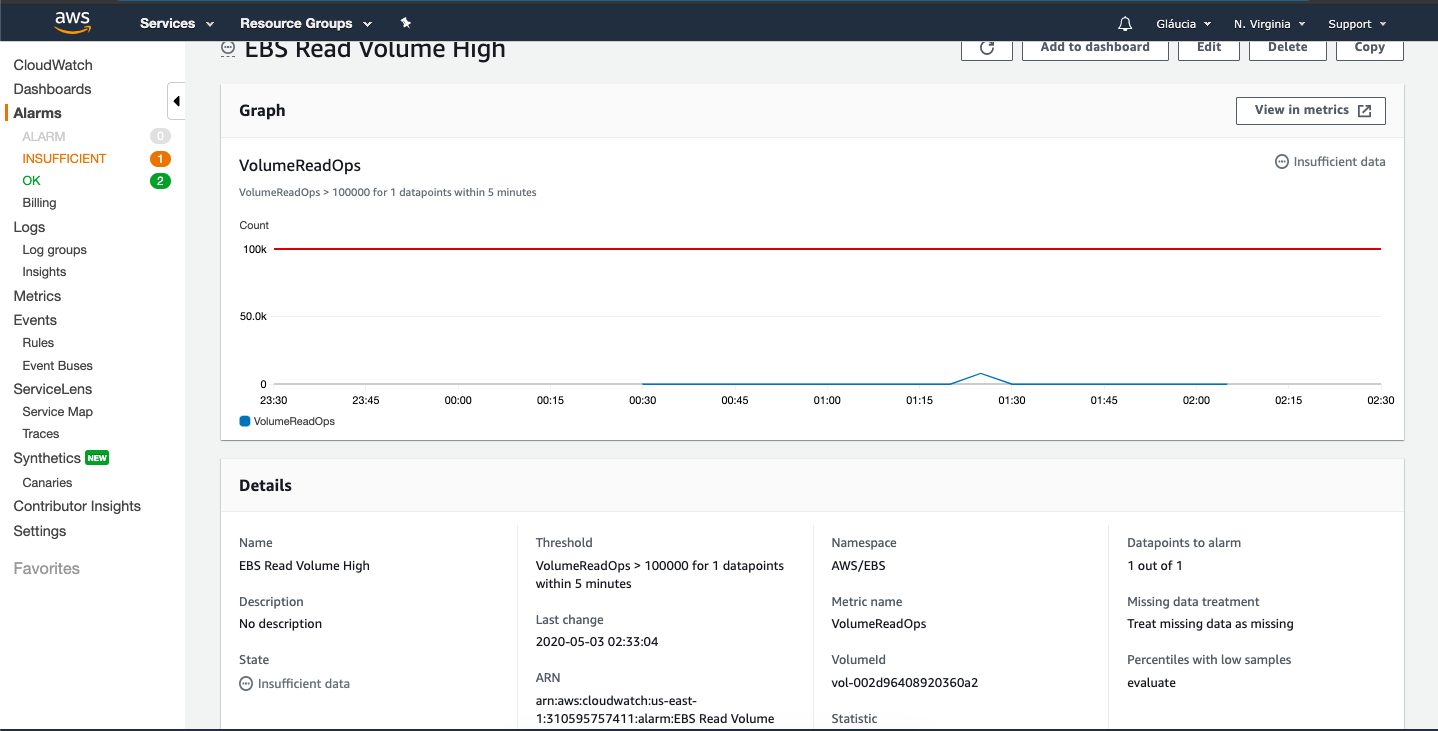 aws
Services
Resource Groups
Gláucia
N. Virginia
Support
CloudWatch
Dashboards
Alarms
ALARM 0
INSUFFICIENT 1
OK 2
Billing
Logs
Log groups
Insights
Metrics
Events
Rules
Event Buses
ServiceLens
Service Map
Traces
Synthetics NEW
Canaries
Contributor Insights
Settings
Favorites
EBS Read Volume High
Add to dashboard
Edit
Delete
Copy
Graph
View in metrics
VolumeReadOps
Insufficient data
VolumeReadOps > 100000 for 1 datapoints within 5 minutes
Count
100k
50.0k
0
23:30 23:45 00:00 00:15 00:30 00:45 01:00 01:15 01:30 01:45 02:00 02:15 02:30
VolumeReadOps
Details
Name
EBS Read Volume High
Description
No description
State
Insufficient data
Threshold
VolumeReadOps > 100000 for 1 datapoints
within 5 minutes
Last change
2020-05-03 02:33:04
ARN
arn:aws:cloudwatch:us-east-
1:310595757411:alarm:EBS Read Volume
Namespace
AWS/EBS
Metric name
VolumeReadOps
VolumeId
vol-002d96408920360a2
Statistic
Datapoints to alarm
1 out of 1
Missing data treatment
Treat missing data as missing
Percentiles with low samples
evaluate